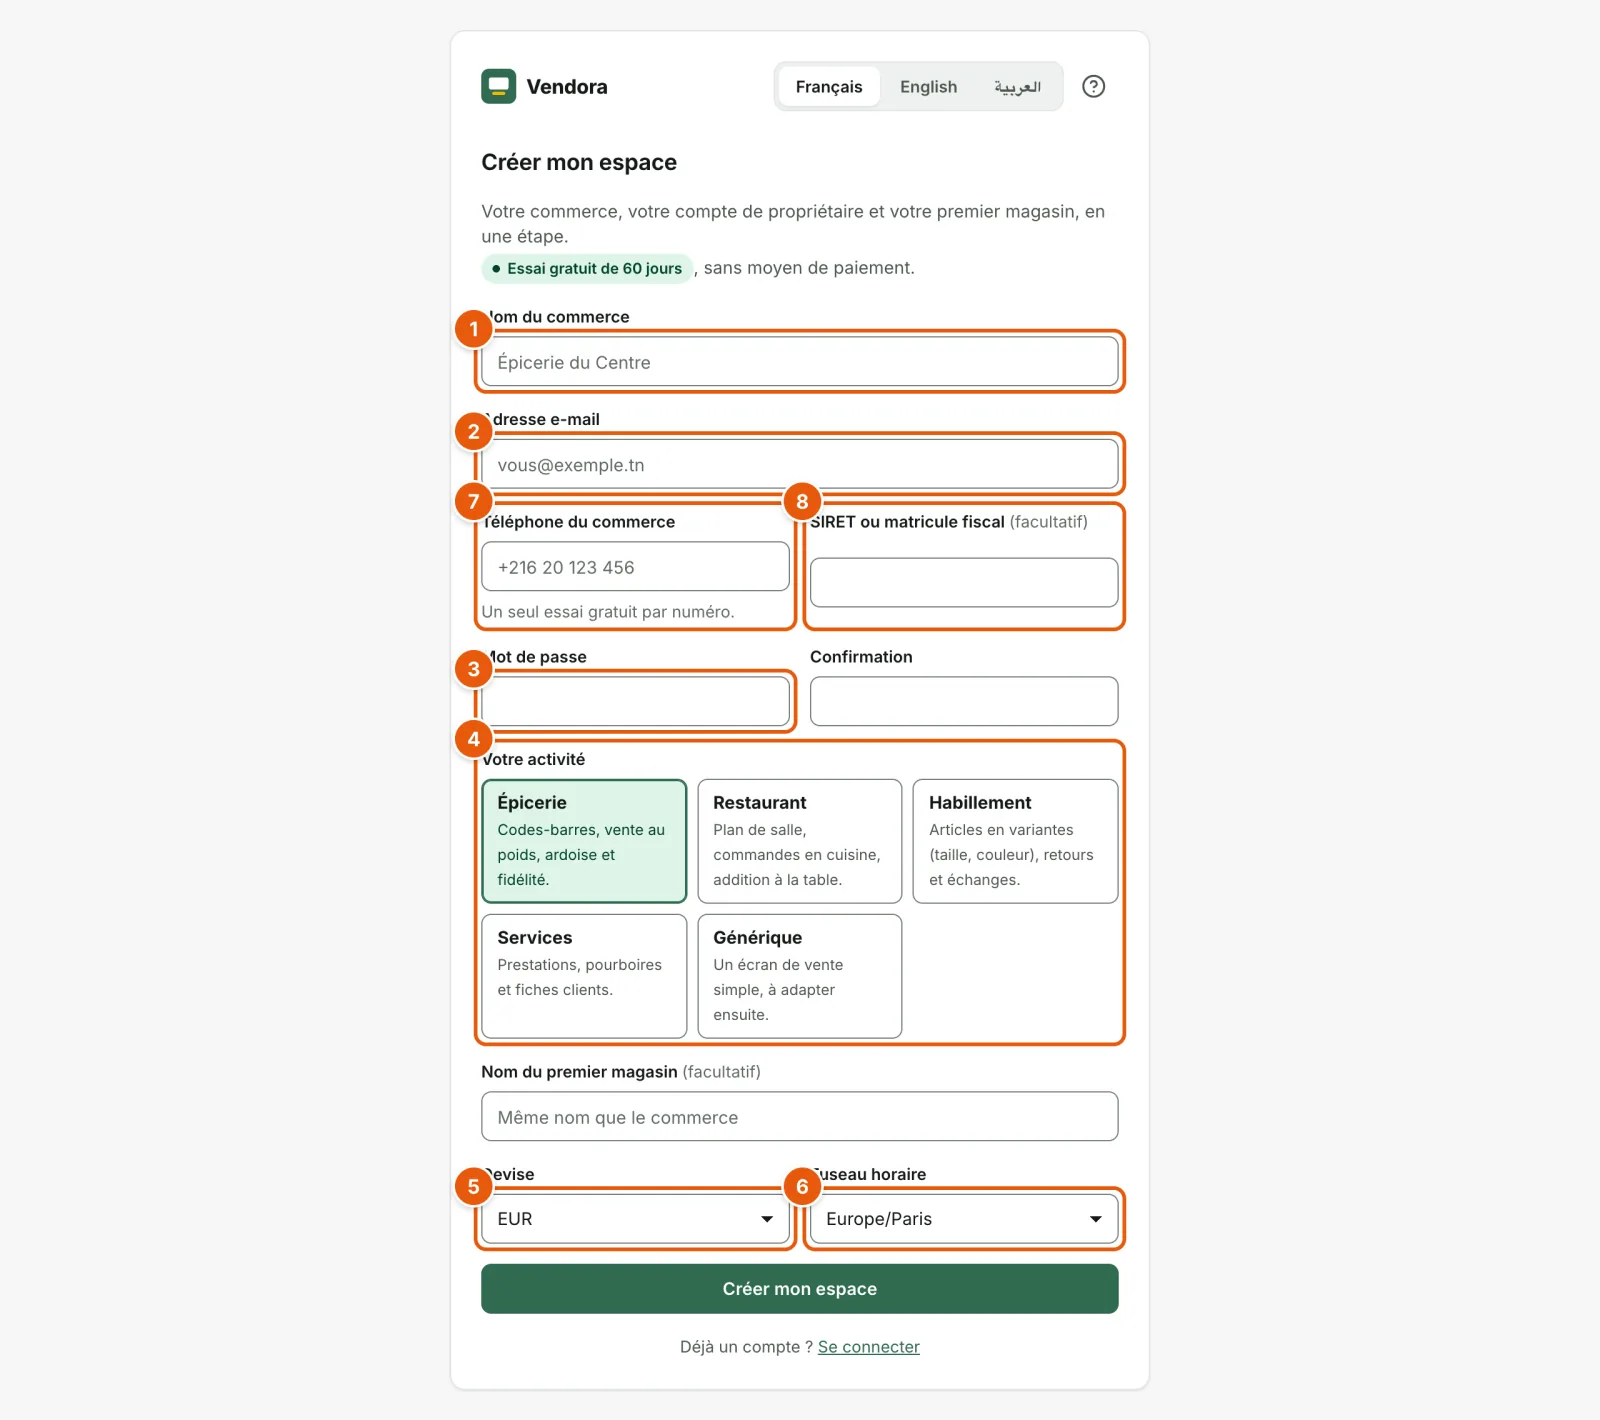 Vendora
Français
English
العربية
?
Créer mon espace
Votre commerce, votre compte de propriétaire et votre premier magasin, en
une étape.
Essai gratuit de 60 jours , sans moyen de paiement.
1
om du commerce
Épicerie du Centre
2
dresse e-mail
vous@exemple.tn
7
Téléphone du commerce
+216 20 123 456
Un seul essai gratuit par numéro.
8
SIRET ou matricule fiscal (facultatif)
3
Mot de passe
Confirmation
4
Votre activité
Épicerie
Codes-barres, vente au
poids, ardoise et
fidélité.
Restaurant
Plan de salle,
commandes en cuisine,
addition à la table.
Habillement
Articles en variantes
(taille, couleur), retours
et échanges.
Services
Prestations, pourboires
et fiches clients.
Générique
Un écran de vente
simple, à adapter
ensuite.
Nom du premier magasin (facultatif)
Même nom que le commerce
5
Devise
EUR
6
Fuseau horaire
Europe/Paris
Créer mon espace
Déjà un compte ? Se connecter